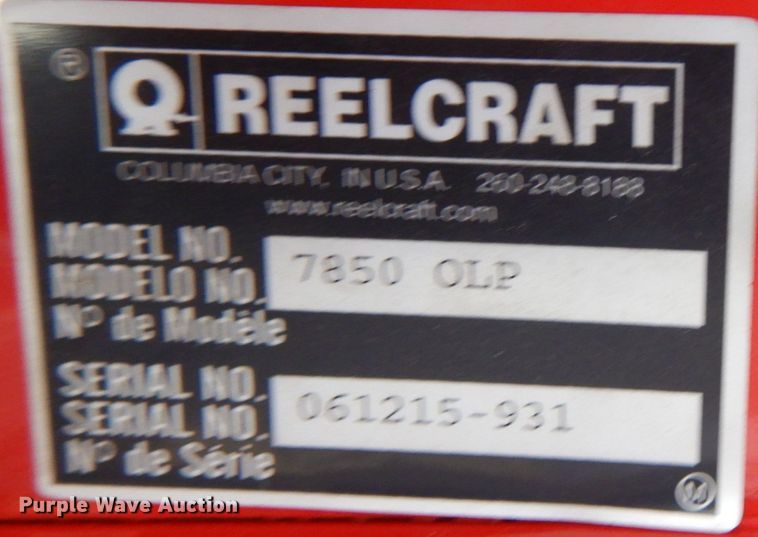 ® REELCRAFT
COLUMBIA CITY, IN U.S.A. 260-248-8188
www.reelcraft.com
MODEL NO.
MODELO NO. 7850 OLP
Nº de Modèle
SERIAL NO.
SERIAL NO. 061215-931
Nº de Série
M
Purple Wave Auction